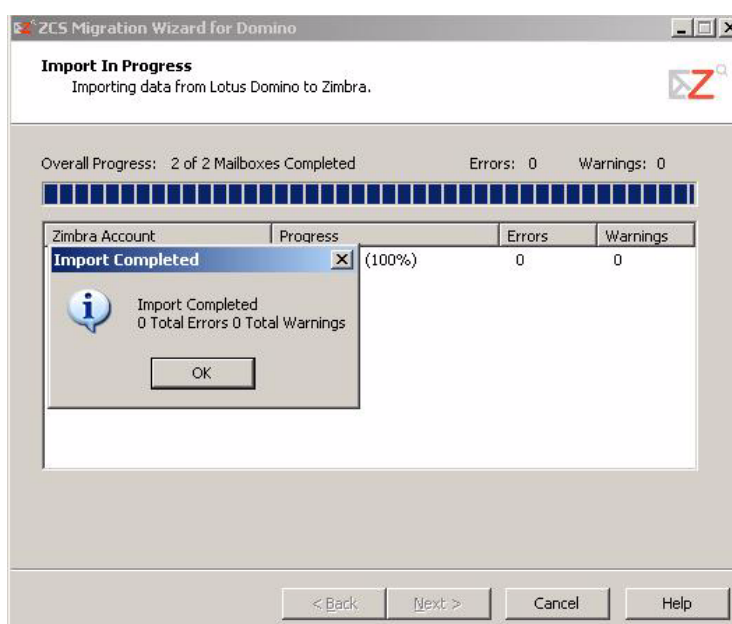 ZCS Migration Wizard for Domino
Import In Progress
Importing data from Lotus Domino to Zimbra.
Overall Progress: 2 of 2 Mailboxes Completed Errors: 0 Warnings: 0
Zimbra Account Progress Errors Warnings
Import Completed (100%) 0 0
Import Completed
0 Total Errors 0 Total Warnings
OK
< Back Next > Cancel Help